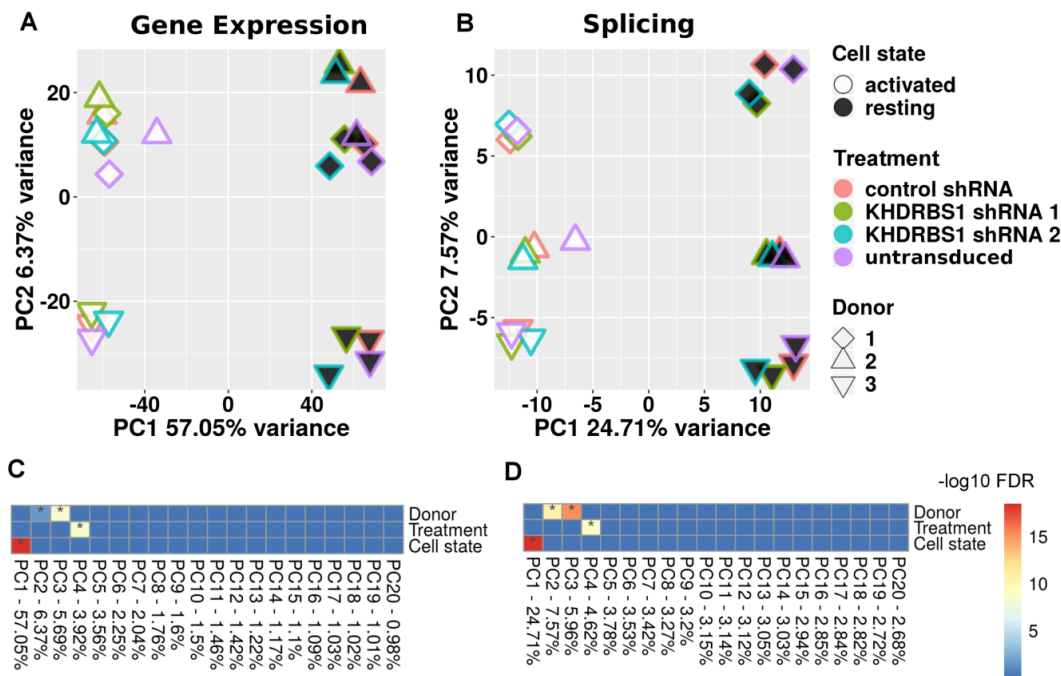 A
Gene Expression
B
Splicing
PC2 6.37% variance
20
0
-20
-40
0
40
PC1 57.05% variance
PC2 7.57% variance
10
5
0
-5
-10
-5
0
5
10
PC1 24.71% variance
Cell state
activated
resting
Treatment
control shRNA
KHDRBS1 shRNA 1
KHDRBS1 shRNA 2
untransduced
Donor
1
2
3
C
* *
*
*
Donor
Treatment
Cell state
PC1 - 57.05%
PC2 - 6.37%
PC3 - 5.69%
PC4 - 3.92%
PC5 - 3.56%
PC6 - 2.25%
PC7 - 2.04%
PC8 - 1.76%
PC9 - 1.6%
PC10 - 1.5%
PC11 - 1.46%
PC12 - 1.42%
PC13 - 1.22%
PC14 - 1.17%
PC15 - 1.1%
PC16 - 1.09%
PC17 - 1.03%
PC18 - 1.02%
PC19 - 1.01%
PC20 - 0.98%
D
* *
*
*
Donor
Treatment
Cell state
PC1 - 24.71%
PC2 - 7.57%
PC3 - 5.96%
PC4 - 4.62%
PC5 - 3.78%
PC6 - 3.53%
PC7 - 3.42%
PC8 - 3.27%
PC9 - 3.2%
PC10 - 3.15%
PC11 - 3.14%
PC12 - 3.12%
PC13 - 3.05%
PC14 - 3.03%
PC15 - 2.94%
PC16 - 2.85%
PC17 - 2.84%
PC18 - 2.82%
PC19 - 2.72%
PC20 - 2.68%
-log10 FDR
15
10
5